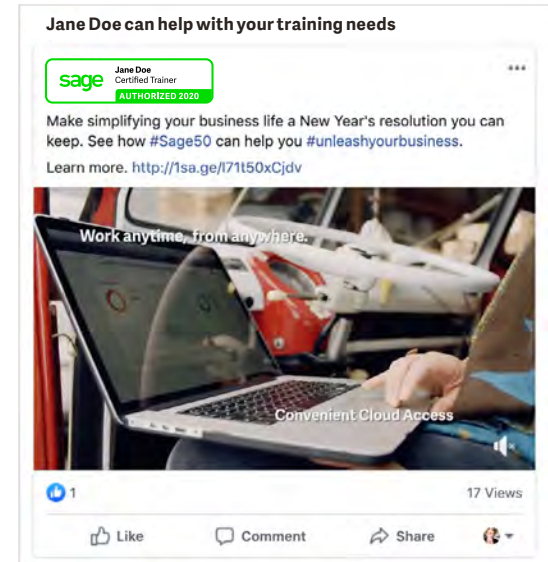 Jane Doe can help with your training needs
sage
Jane Doe
Certified Trainer
AUTHORIZED 2020
Make simplifying your business life a New Year's resolution you can
keep. See how #Sage50 can help you #unleashyourbusiness.
Learn more. http://1sa.ge/I71t50xCjdv
Work anytime, from anywhere.
Convenient Cloud Access
1
17 Views
Like
Comment
Share